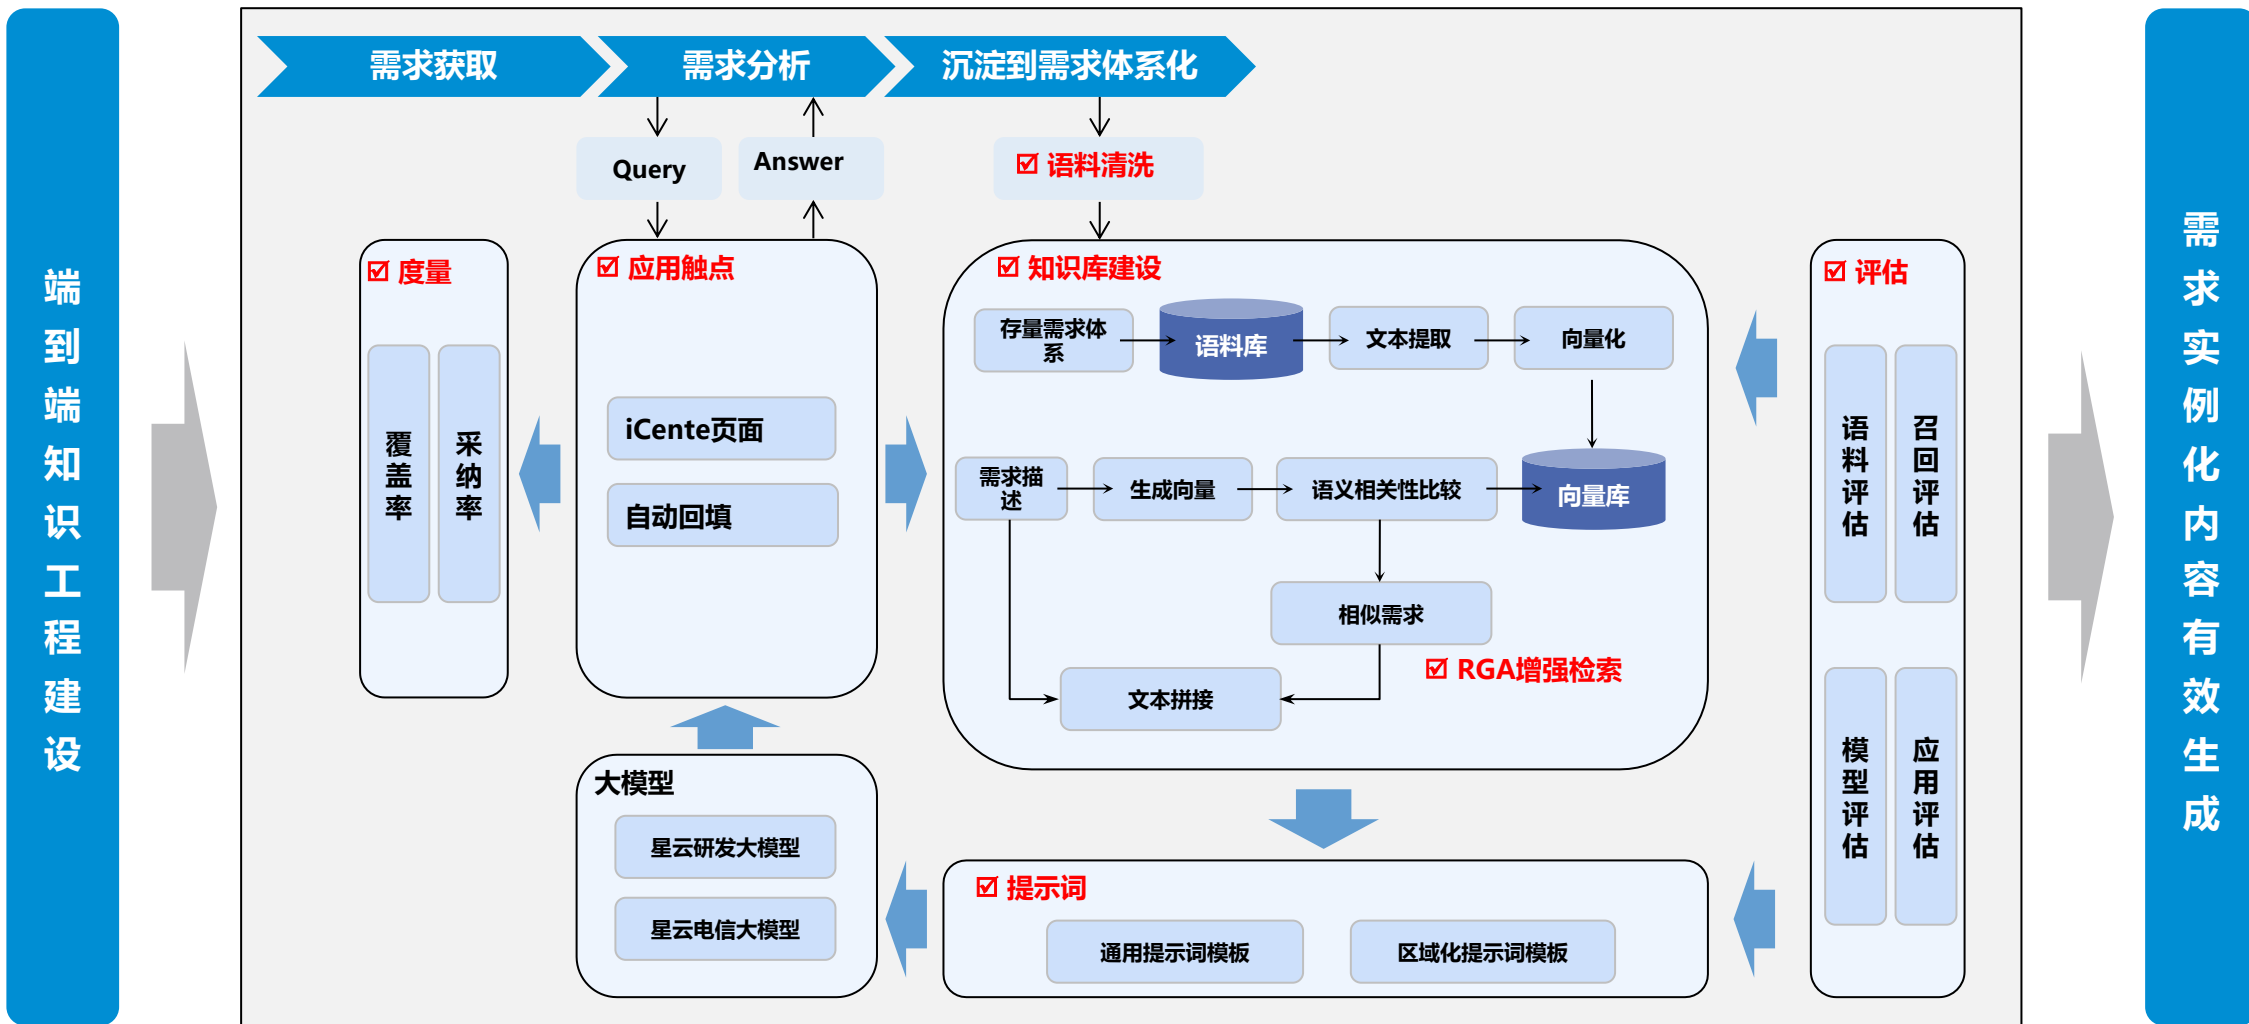 端到端知识工程建设
需求获取
需求分析
沉淀到需求体系化
Query
Answer
语料清洗
度量
覆盖率
采纳率
应用触点
iCente页面
自动回填
知识库建设
存量需求体
系
语料库
文本提取
向量化
需求描
述
生成向量
语义相关性比较
向量库
相似需求
RGA增强检索
文本拼接
大模型
星云研发大模型
星云电信大模型
提示词
通用提示词模板
区域化提示词模板
评估
语料评估
召回评估
模型评估
应用评估
需求实例化内容有效生成